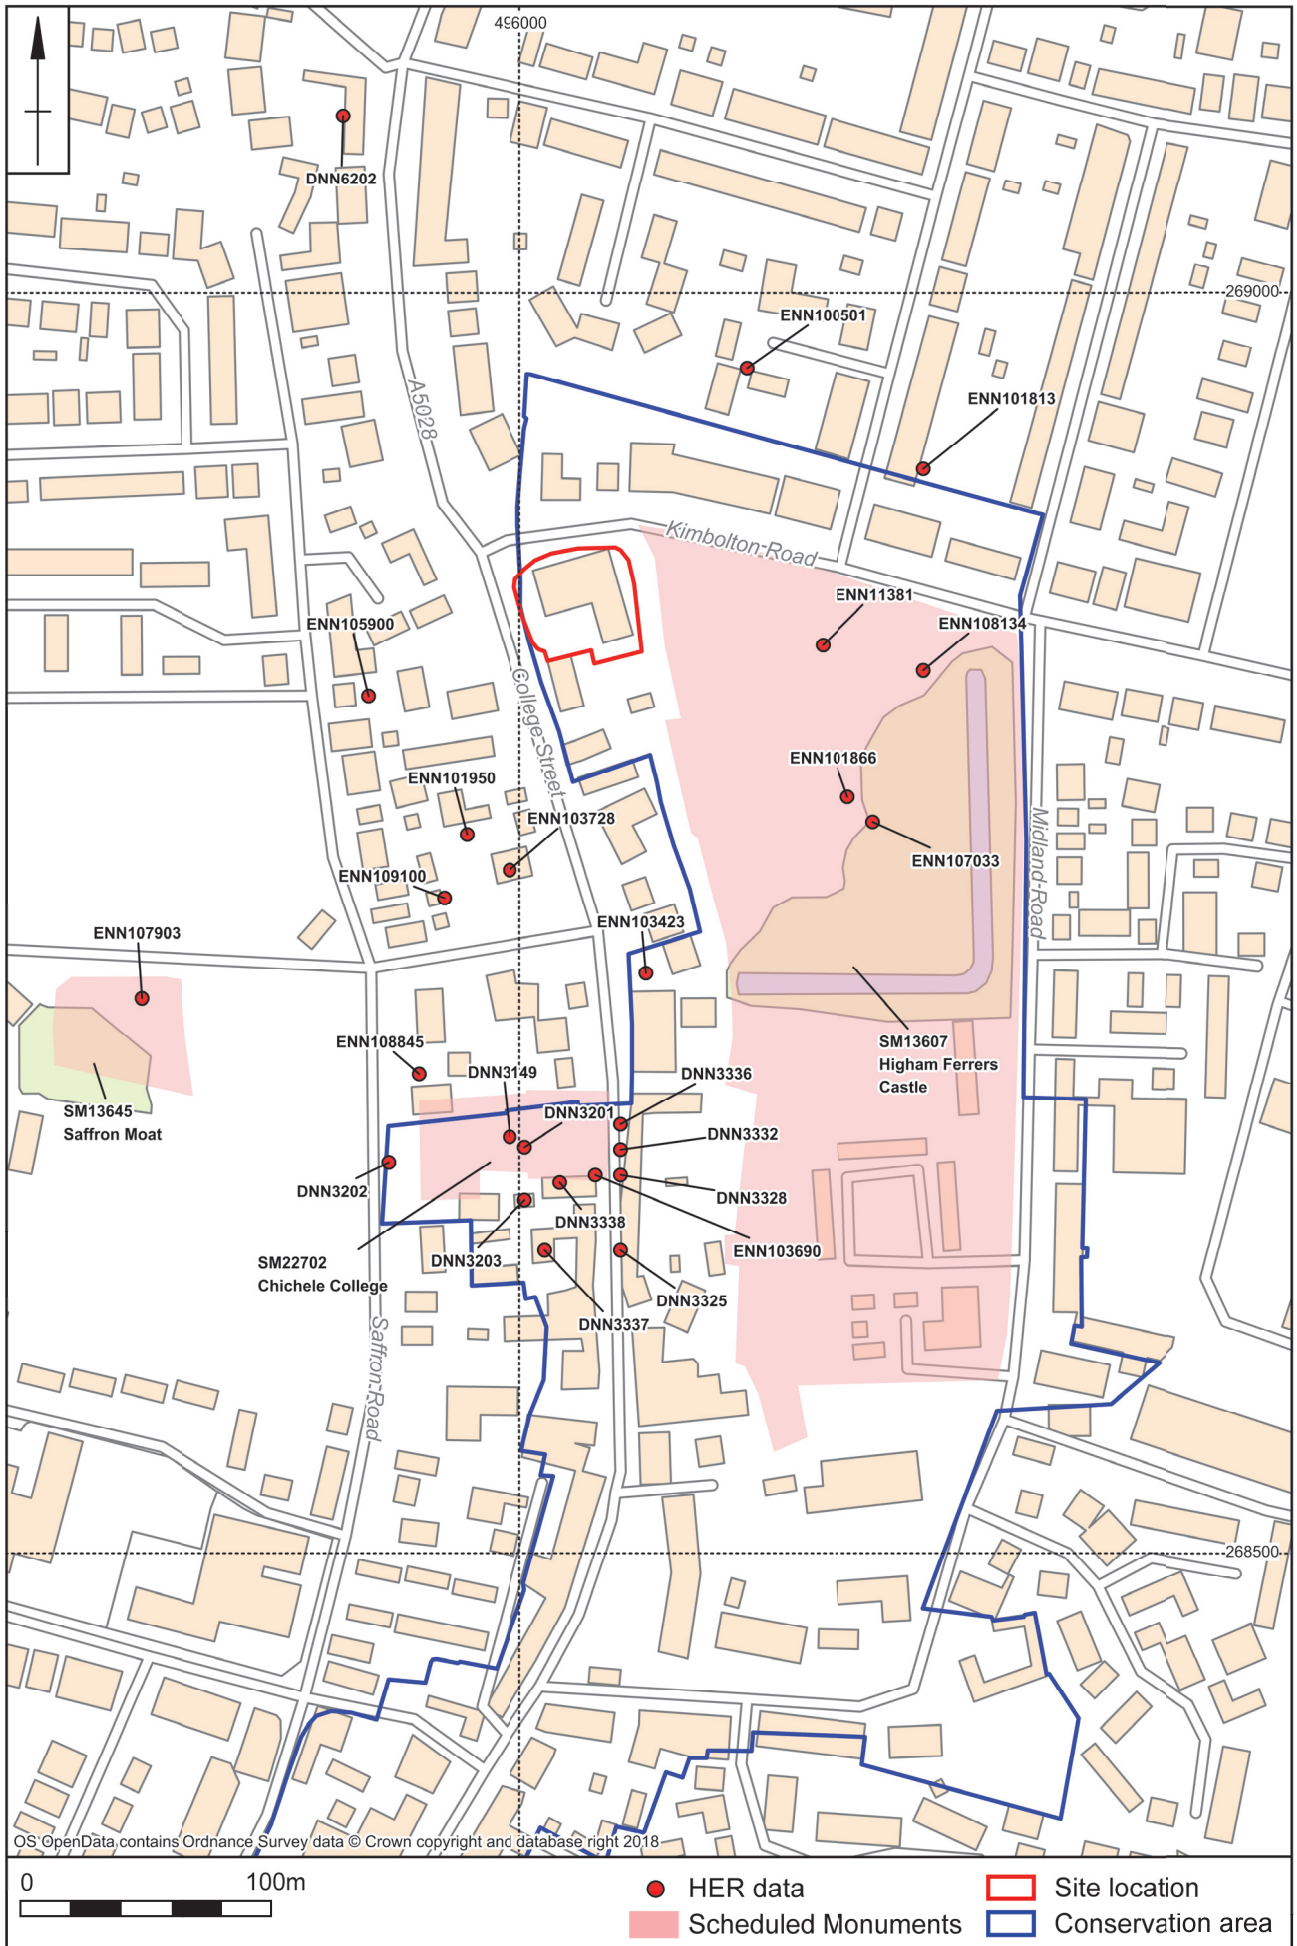 496000
DNN6202
269000
ENN100501
A5028
ENN101813
Kimbolton Road
ENN11381
ENN105900
ENN108134
College Street
ENN101866
ENN101950
ENN103728
Midland Road
ENN107033
ENN109100
ENN103423
ENN107903
ENN108845
SM13607
Higham Ferrers
Castle
DNN3149
DNN3336
SM13645
Saffron Moat
DNN3201
DNN3332
DNN3202
DNN3328
DNN3338
ENN103690
SM22702
Chichele College
DNN3203
DNN3325
DNN3337
Saffron Road
268500
OS OpenData contains Ordnance Survey data © Crown copyright and database right 2018
0 100m
HER data
Site location
Scheduled Monuments
Conservation area